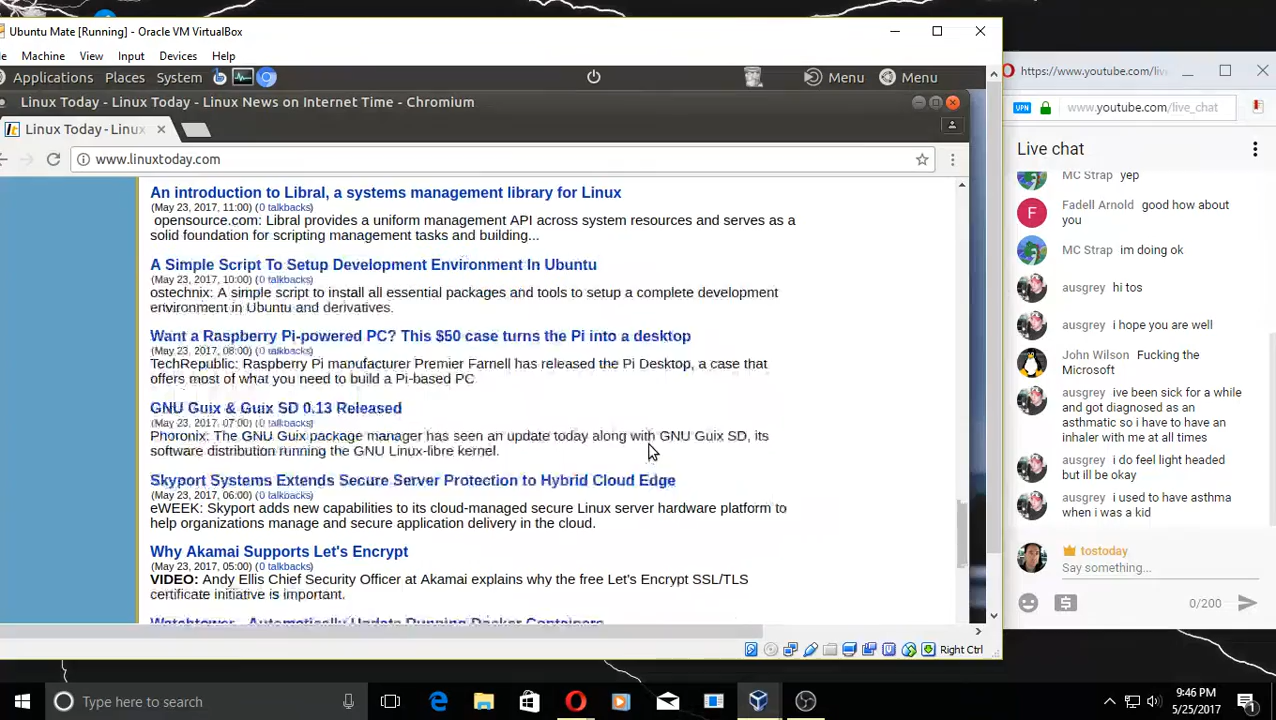 Ubuntu Mate [Running] - Oracle VM VirtualBox
Machine View Input Devices Help
Applications Places System Menu Menu
Linux Today - Linux Today - Linux News on Internet Time - Chromium
Linux Today - Linux
www.linuxtoday.com
An introduction to Libral, a systems management library for Linux
(May 23, 2017, 11:00) (0 talkbacks)
opensource.com: Libral provides a uniform management API across system resources and serves as a
solid foundation for scripting management tasks and building...
A Simple Script To Setup Development Environment In Ubuntu
(May 23, 2017, 10:00) (0 talkbacks)
ostechnix: A simple script to install all essential packages and tools to setup a complete development
environment in Ubuntu and derivatives.
Want a Raspberry Pi-powered PC? This $50 case turns the Pi into a desktop
(May 23, 2017, 08:00) (0 talkbacks)
TechRepublic: Raspberry Pi manufacturer Premier Farnell has released the Pi Desktop, a case that
offers most of what you need to build a Pi-based PC
GNU Guix & Guix SD 0.13 Released
(May 23, 2017, 07:00) (0 talkbacks)
Phoronix: The GNU Guix package manager has seen an update today along with GNU Guix SD, its
software distribution running the GNU Linux-libre kernel.
Skyport Systems Extends Secure Server Protection to Hybrid Cloud Edge
(May 23, 2017, 06:00) (0 talkbacks)
eWEEK: Skyport adds new capabilities to its cloud-managed secure Linux server hardware platform to
help organizations manage and secure application delivery in the cloud.
Why Akamai Supports Let's Encrypt
(May 23, 2017, 05:00) (0 talkbacks)
VIDEO: Andy Ellis Chief Security Officer at Akamai explains why the free Let's Encrypt SSL/TLS
certificate initiative is important.
Watchtower - Automatically Update Running Docker Containers
Right Ctrl
https://www.youtube.com/liv
VPN www.youtube.com/live_chat
Live chat
MC Strap yep
F Fadell Arnold good how about
you
MC Strap im doing ok
ausgrey hi tos
ausgrey i hope you are well
John Wilson Fucking the
Microsoft
ausgrey ive been sick for a while
and got diagnosed as an
asthmatic so i have to have an
inhaler with me at all times
ausgrey i do feel light headed
but ill be okay
ausgrey i used to have asthma
when i was a kid
tostoday
Say something...
0/200
Type here to search
9:46 PM
5/25/2017
1